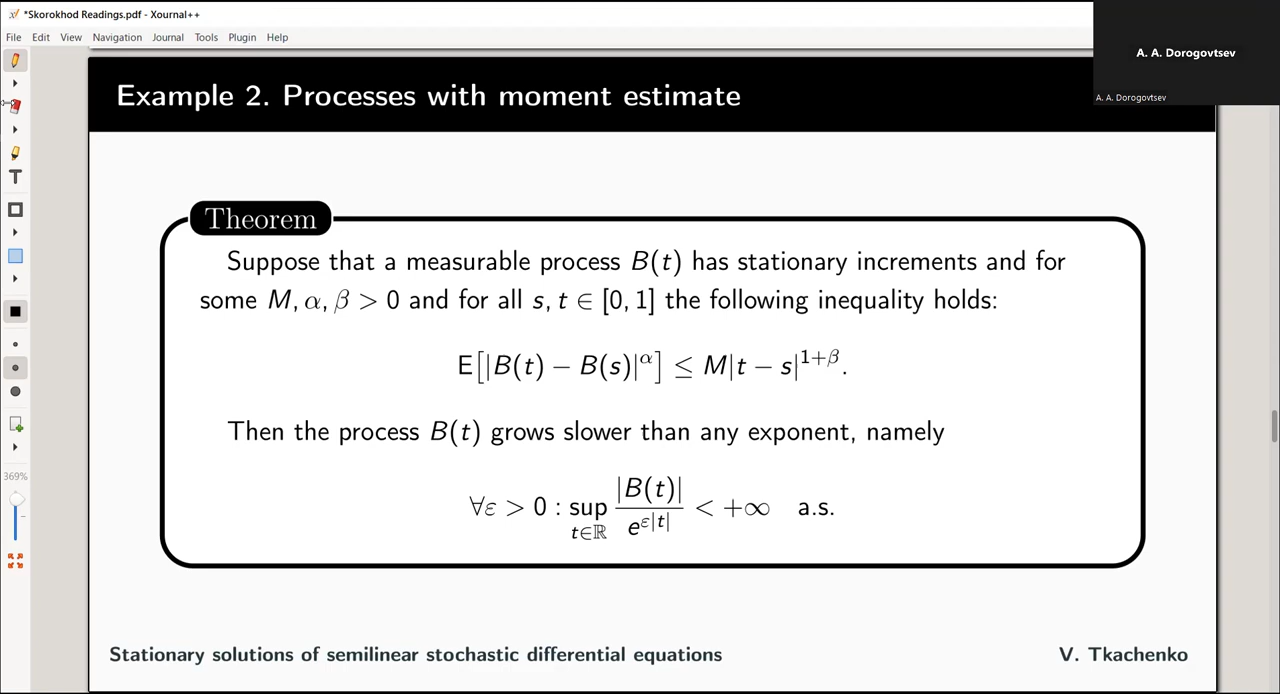 *Skorokhod Readings.pdf - Xournal++
File Edit View Navigation Journal Tools Plugin Help
A. A. Dorogovtsev
A. A. Dorogovtsev
Example 2. Processes with moment estimate
Theorem
Suppose that a measurable process B(t) has stationary increments and for
some M, α, β > 0 and for all s, t ∈ [0, 1] the following inequality holds:
E[|B(t) − B(s)|^α] ≤ M|t − s|^{1+β}.
Then the process B(t) grows slower than any exponent, namely
∀ε > 0 : sup_{t∈ℝ} |B(t)| / e^{ε|t|} < +∞ a.s.
369%
Stationary solutions of semilinear stochastic differential equations
V. Tkachenko